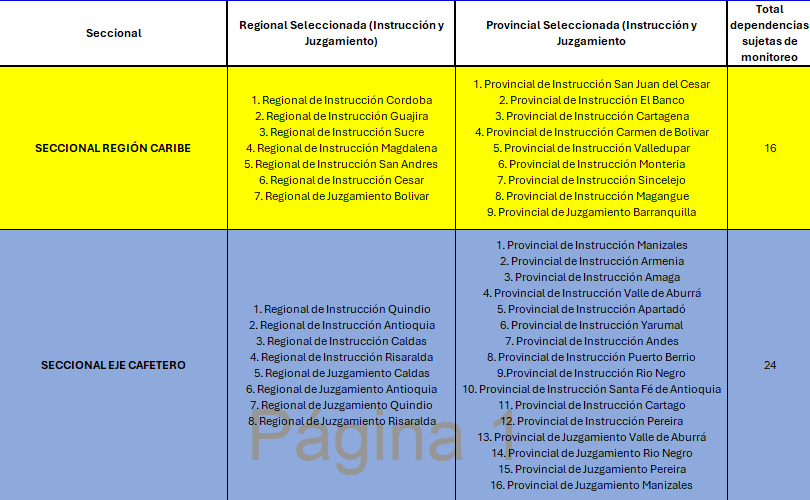 Seccional
Regional Seleccionada (Instrucción y
Juzgamiento)
Provincial Seleccionada (Instrucción y
Juzgamiento
Total
dependencias
sujetas de
monitoreo
SECCIONAL REGIÓN CARIBE
1. Regional de Instrucción Cordoba
2. Regional de Instrucción Guajira
3. Regional de Instrucción Sucre
4. Regional de Instrucción Magdalena
5. Regional de Instrucción San Andres
6. Regional de Instrucción Cesar
7. Regional de Juzgamiento Bolivar
1. Provincial de Instrucción San Juan del Cesar
2. Provincial de Instrucción El Banco
3. Provincial de Instrucción Cartagena
4. Provincial de Instrucción Carmen de Bolivar
5. Provincial de Instrucción Valledupar
6. Provincial de Instrucción Monteria
7. Provincial de Instrucción Sincelejo
8. Provincial de Instrucción Magangue
9. Provincial de Juzgamiento Barranquilla
16
SECCIONAL EJE CAFETERO
1. Regional de Instrucción Quindio
2. Regional de Instrucción Antioquia
3. Regional de Instrucción Caldas
4. Regional de Instrucción Risaralda
5. Regional de Juzgamiento Caldas
6. Regional de Juzgamiento Antioquia
7. Regional de Juzgamiento Quindio
8. Regional de Juzgamiento Risaralda
1. Provincial de Instrucción Manizales
2. Provincial de Instrucción Armenia
3. Provincial de Instrucción Amaga
4. Provincial de Instrucción Valle de Aburrá
5. Provincial de Instrucción Apartadó
6. Provincial de Instrucción Yarumal
7. Provincial de Instrucción Andes
8. Provincial de Instrucción Puerto Berrio
9.Provincial de Instrucción Rio Negro
10. Provincial de Instrucción Santa Fé de Antioquia
11. Provincial de Instrucción Cartago
12. Provincial de Instrucción Pereira
13. Provincial de Juzgamiento Valle de Aburrá
14. Provincial de Juzgamiento Rio Negro
15. Provincial de Juzgamiento Pereira
16. Provincial de Juzgamiento Manizales
24
Página 1